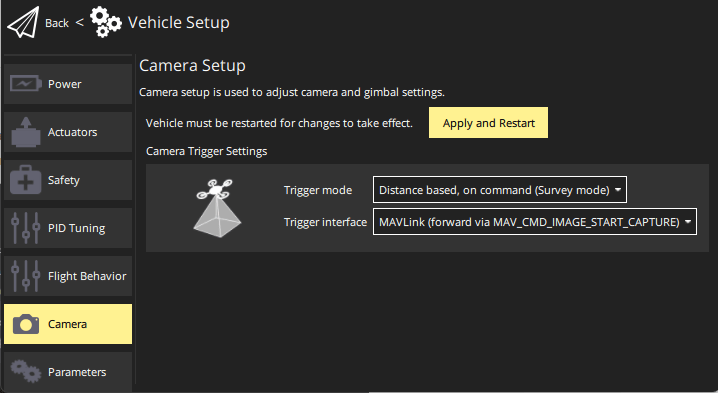 Back < Vehicle Setup
Power
Actuators
Safety
PID Tuning
Flight Behavior
Camera
Parameters
Camera Setup
Camera setup is used to adjust camera and gimbal settings.
Vehicle must be restarted for changes to take effect. Apply and Restart
Camera Trigger Settings
Trigger mode Distance based, on command (Survey mode)
Trigger interface MAVLink (forward via MAV_CMD_IMAGE_START_CAPTURE)